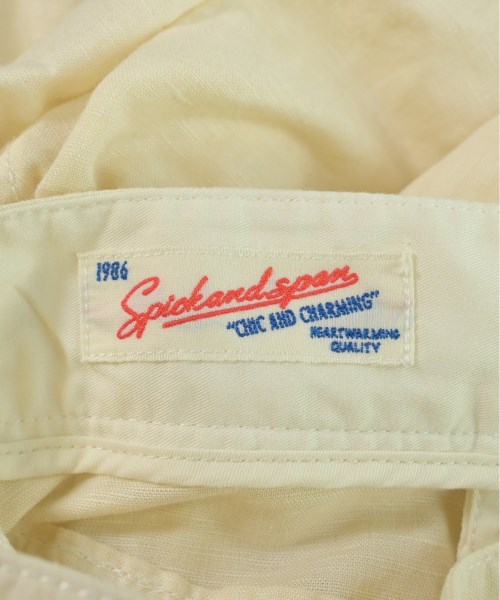 1986
Spickandspan
"CHIC AND CHARMING"
HEARTWARMING
QUALITY